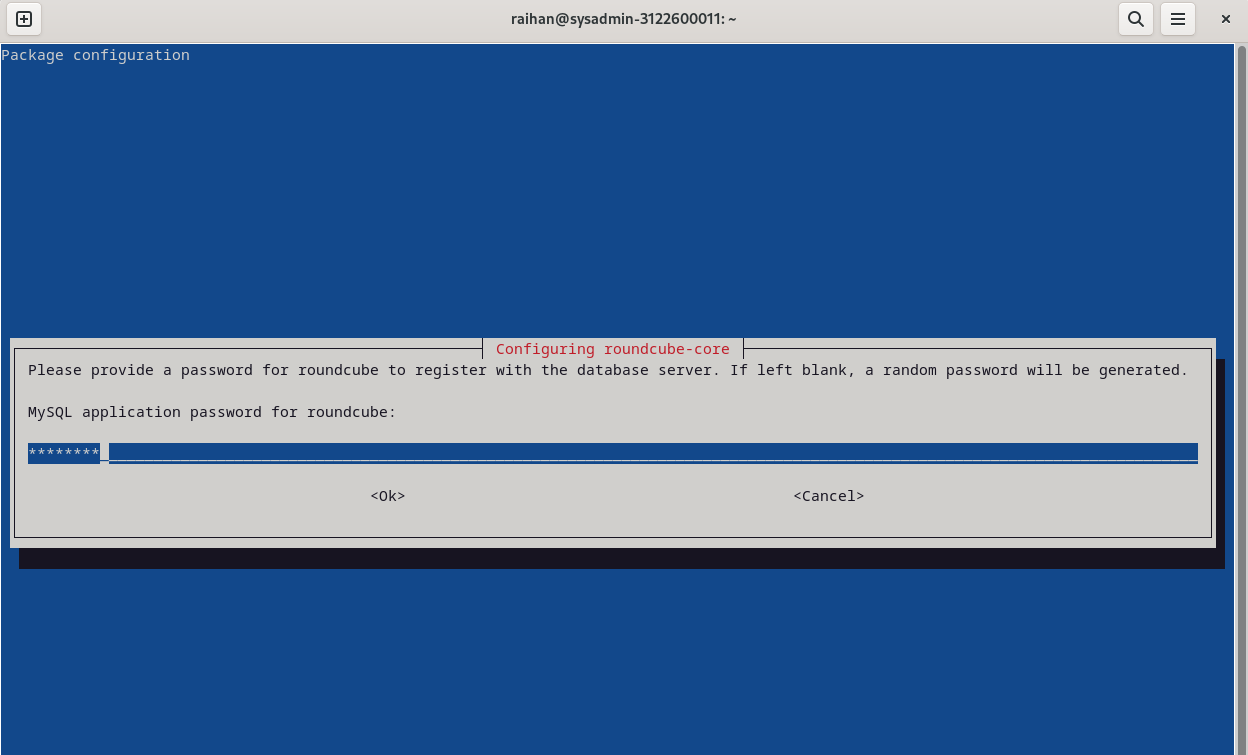 raihan@sysadmin-3122600011: ~
Package configuration
Configuring roundcube-core
Please provide a password for roundcube to register with the database server. If left blank, a random password will be generated.
MySQL application password for roundcube:
********
<Ok> <Cancel>